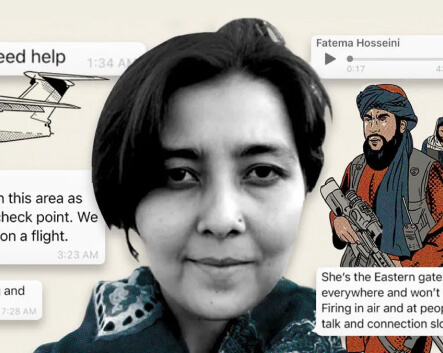 eed help
1:34 AM
n this area as
heck point. We
on a flight.
3:23 AM
and
7:28 AM
Fatema Hosseini
0:17
She's the Eastern gate
everywhere and won't
Firing in air and at peop
talk and connection slo